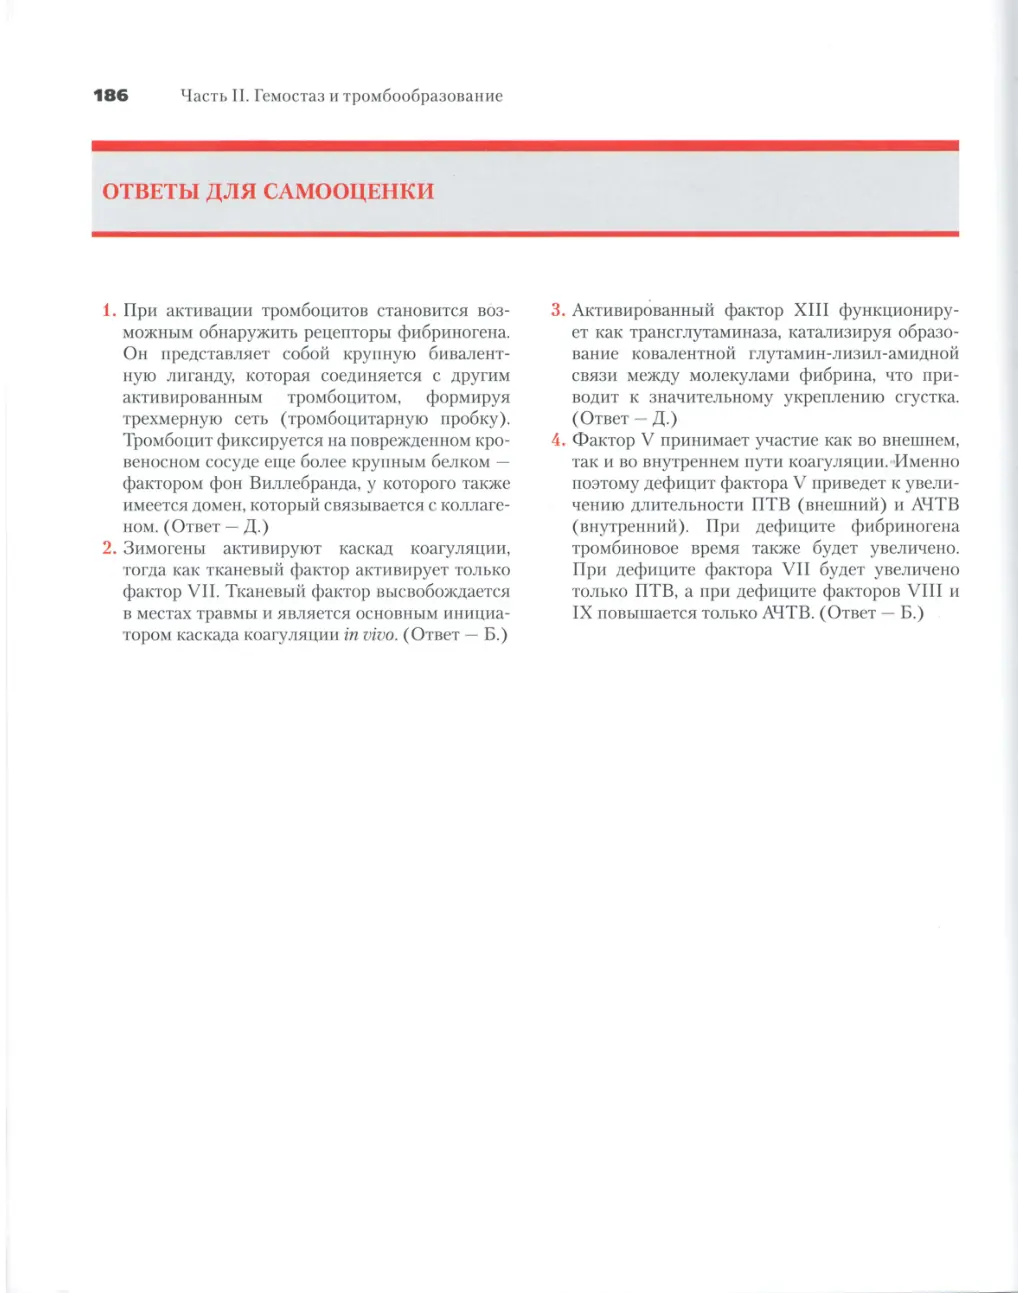 186 Часть II. Гемостаз и тромбообразование
ОТВЕТЫ ДЛЯ САМООЦЕНКИ
1. При активации тромбоцитов становится воз-
можным обнаружить рецепторы фибриногена.
Он представляет собой крупную бивалент-
ную лиганду, которая соединяется с другим
активированным тромбоцитом, формируя
трехмерную сеть (тромбоцитарную пробку).
Тромбоцит фиксируется на поврежденном кро-
веносном сосуде еще более крупным белком —
фактором фон Виллебранда, у которого также
имеется домен, который связывается с коллаге-
ном. (Ответ — Д.)
2. Зимогены активируют каскад коагуляции,
тогда как тканевый фактор активирует только
фактор VII. Тканевый фактор высвобождается
в местах травмы и является основным инициа-
тором каскада коагуляции in vivo. (Ответ — Б.)
3. Активированный фактор XIII функциониру-
ет как трансглутаминаза, катализируя образо-
вание ковалентной глутамин-лизил-амидной
связи между молекулами фибрина, что при-
водит к значительному укреплению сгустка.
(Ответ — Д.)
4. Фактор V принимает участие как во внешнем,
так и во внутреннем пути коагуляции. Именно
поэтому дефицит фактора V приведет к увели-
чению длительности ПТВ (внешний) и АЧТВ
(внутренний). При дефиците фибриногена
тромбиновое время также будет увеличено.
При дефиците фактора VII будет увеличено
только ПТВ, а при дефиците факторов VIII и
IX повышается только АЧТВ. (Ответ — Б.)